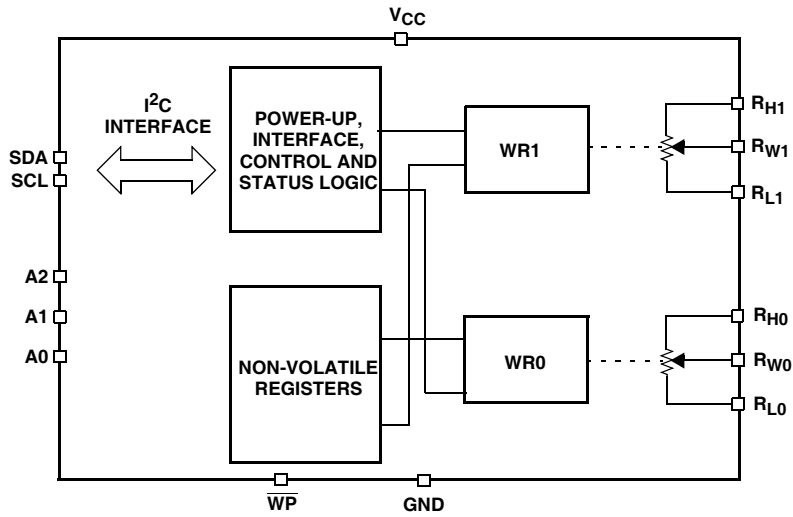 VCC
I²C
INTERFACE
SDA
SCL
A2
A1
A0
POWER-UP,
INTERFACE,
CONTROL AND
STATUS LOGIC
NON-VOLATILE
REGISTERS
WR1
WR0
RH1
RW1
RL1
RH0
RW0
RL0
WP
GND